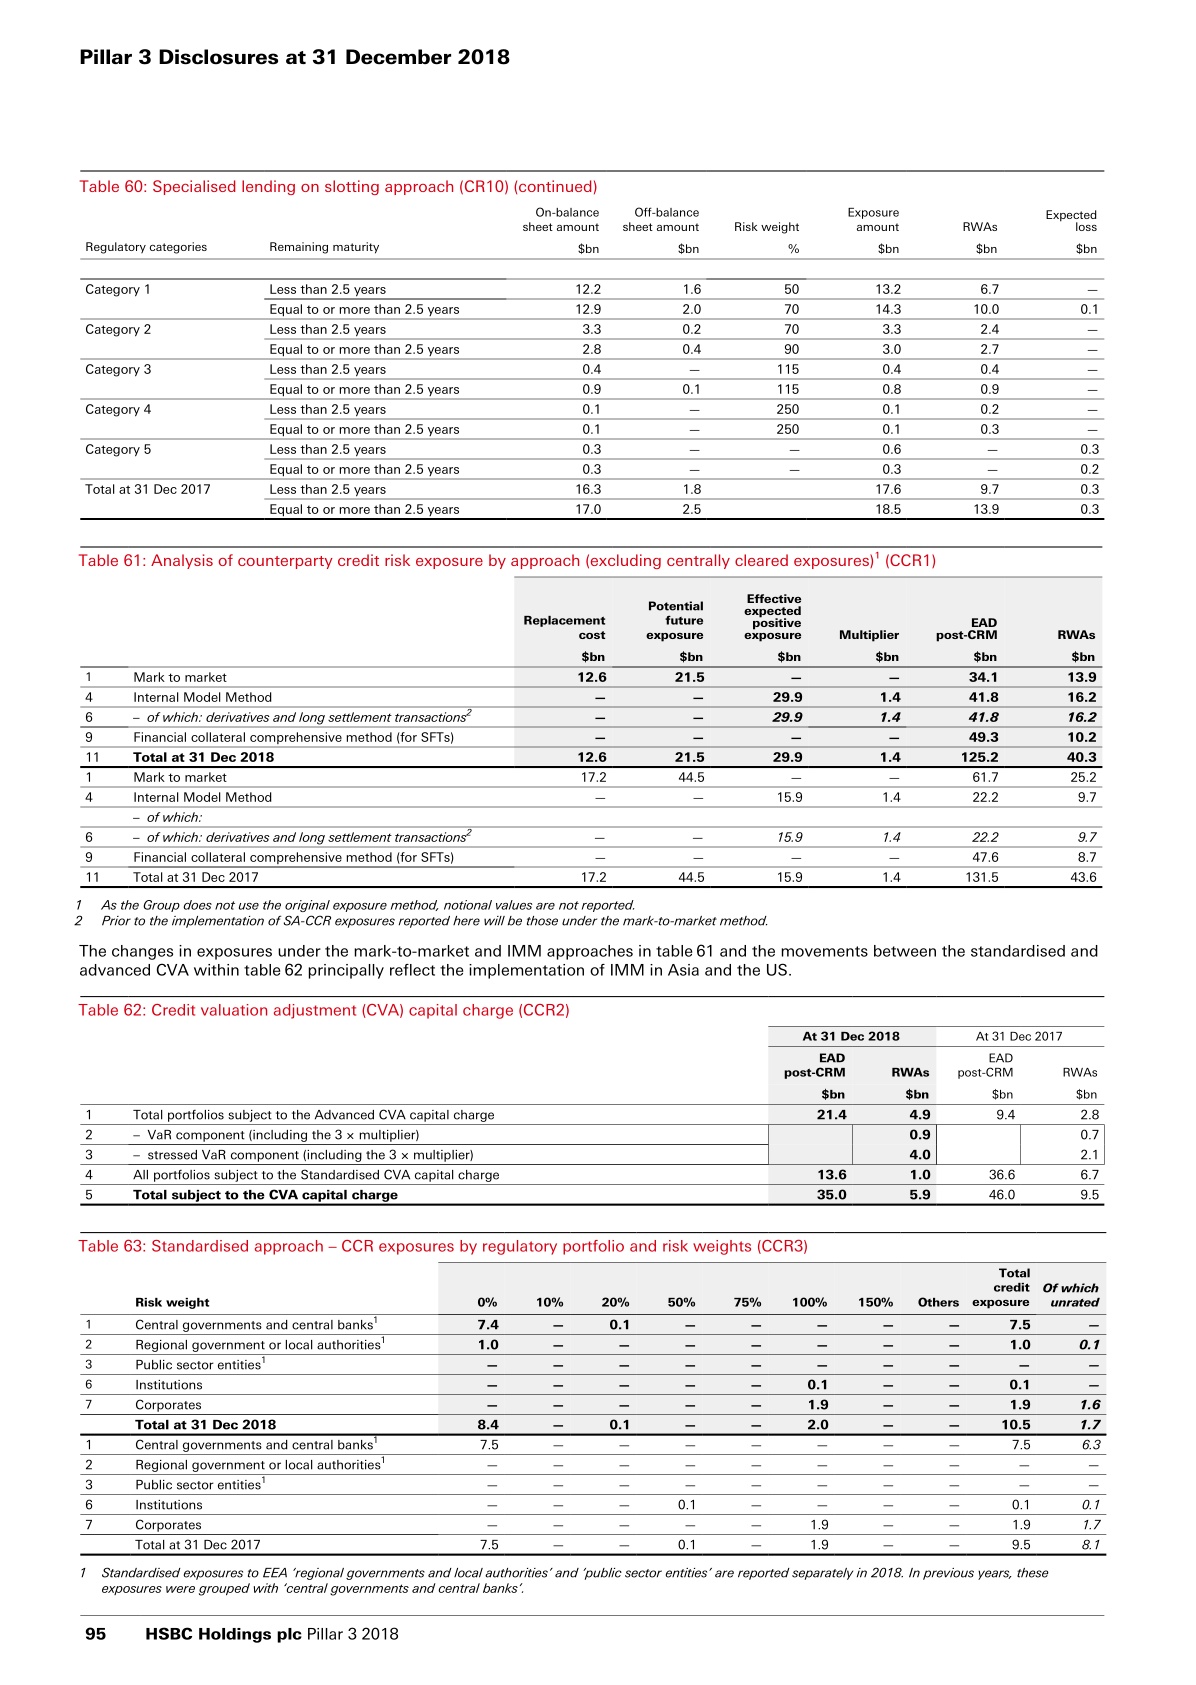 Pillar 3 Disclosures at 31 December 2018
Table 60: Specialised lending on slotting approach (CR10) (continued)
On-balance sheet amount Off-balance sheet amount Risk weight Exposure amount RWAs Expected loss
Regulatory categories Remaining maturity $bn $bn % $bn $bn $bn
Category 1 Less than 2.5 years 12.2 1.6 50 13.2 6.7 —
Equal to or more than 2.5 years 12.9 2.0 70 14.3 10.0 0.1
Category 2 Less than 2.5 years 3.3 0.2 70 3.3 2.4 —
Equal to or more than 2.5 years 2.8 0.4 90 3.0 2.7 —
Category 3 Less than 2.5 years 0.4 — 115 0.4 0.4 —
Equal to or more than 2.5 years 0.9 0.1 115 0.8 0.9 —
Category 4 Less than 2.5 years 0.1 — 250 0.1 0.2 —
Equal to or more than 2.5 years 0.1 — 250 0.1 0.3 —
Category 5 Less than 2.5 years 0.3 — — 0.6 — 0.3
Equal to or more than 2.5 years 0.3 — — 0.3 — 0.2
Total at 31 Dec 2017 Less than 2.5 years 16.3 1.8 17.6 9.7 0.3
Equal to or more than 2.5 years 17.0 2.5 18.5 13.9 0.3
Table 61: Analysis of counterparty credit risk exposure by approach (excluding centrally cleared exposures)1 (CCR1)
Replacement cost Potential future exposure Effective expected positive exposure Multiplier EAD post-CRM RWAs
$bn $bn $bn $bn $bn $bn
1 Mark to market 12.6 21.5 — — 34.1 13.9
4 Internal Model Method — — 29.9 1.4 41.8 16.2
6 – of which: derivatives and long settlement transactions2 — — 29.9 1.4 41.8 16.2
9 Financial collateral comprehensive method (for SFTs) — — — — 49.3 10.2
11 Total at 31 Dec 2018 12.6 21.5 29.9 1.4 125.2 40.3
1 Mark to market 17.2 44.5 — — 61.7 25.2
4 Internal Model Method — — 15.9 1.4 22.2 9.7
– of which:
6 – of which: derivatives and long settlement transactions2 — — 15.9 1.4 22.2 9.7
9 Financial collateral comprehensive method (for SFTs) — — — — 47.6 8.7
11 Total at 31 Dec 2017 17.2 44.5 15.9 1.4 131.5 43.6
1 As the Group does not use the original exposure method, notional values are not reported.
2 Prior to the implementation of SA-CCR exposures reported here will be those under the mark-to-market method.
The changes in exposures under the mark-to-market and IMM approaches in table 61 and the movements between the standardised and
advanced CVA within table 62 principally reflect the implementation of IMM in Asia and the US.
Table 62: Credit valuation adjustment (CVA) capital charge (CCR2)
At 31 Dec 2018 At 31 Dec 2017
EAD post-CRM RWAs EAD post-CRM RWAs
$bn $bn $bn $bn
1 Total portfolios subject to the Advanced CVA capital charge 21.4 4.9 9.4 2.8
2 – VaR component (including the 3 × multiplier) 0.9 0.7
3 – stressed VaR component (including the 3 × multiplier) 4.0 2.1
4 All portfolios subject to the Standardised CVA capital charge 13.6 1.0 36.6 6.7
5 Total subject to the CVA capital charge 35.0 5.9 46.0 9.5
Table 63: Standardised approach – CCR exposures by regulatory portfolio and risk weights (CCR3)
Risk weight 0% 10% 20% 50% 75% 100% 150% Others Total credit exposure Of which unrated
1 Central governments and central banks1 7.4 — 0.1 — — — — — 7.5 —
2 Regional government or local authorities1 1.0 — — — — — — — 1.0 0.1
3 Public sector entities1 — — — — — — — — — —
6 Institutions — — — — — 0.1 — — 0.1 —
7 Corporates — — — — — 1.9 — — 1.9 1.6
Total at 31 Dec 2018 8.4 — 0.1 — — 2.0 — — 10.5 1.7
1 Central governments and central banks1 7.5 — — — — — — — 7.5 6.3
2 Regional government or local authorities1 — — — — — — — — — —
3 Public sector entities1 — — — — — — — — — —
6 Institutions — — — 0.1 — — — — 0.1 0.1
7 Corporates — — — — — 1.9 — — 1.9 1.7
Total at 31 Dec 2017 7.5 — — 0.1 — 1.9 — — 9.5 8.1
1 Standardised exposures to EEA ‘regional governments and local authorities’ and ‘public sector entities’ are reported separately in 2018. In previous years, these
exposures were grouped with ‘central governments and central banks’.
95 HSBC Holdings plc Pillar 3 2018